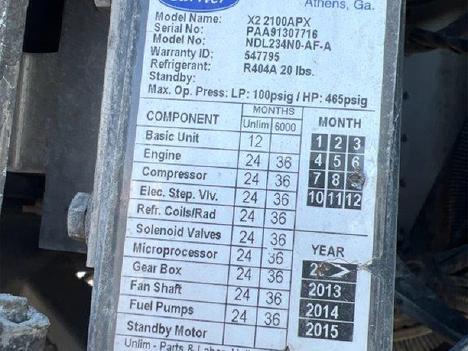 Athens, Ga.
Model Name: X2 2100APX
Serial No: PAA91307716
Model No: NDL234N0-AF-A
Warranty ID: 547795
Refrigerant: R404A 20 lbs.
Standby:
Max. Op. Press: LP: 100psig / HP: 465psig
COMPONENT MONTHS MONTH
Unlim 6000
Basic Unit 12 1 2 3
Engine 24 36 4 5 6
Compressor 24 36 7 8
Elec. Step. Vlv. 24 36 10 11 12
Refr. Coils/Rad 24 36
Solenoid Valves 24 36
Microprocessor 24 36 YEAR
Gear Box 24 36
Fan Shaft 24 36 2013
Fuel Pumps 24 36 2014
Standby Motor 2015
Unlim - Parts & Labor,